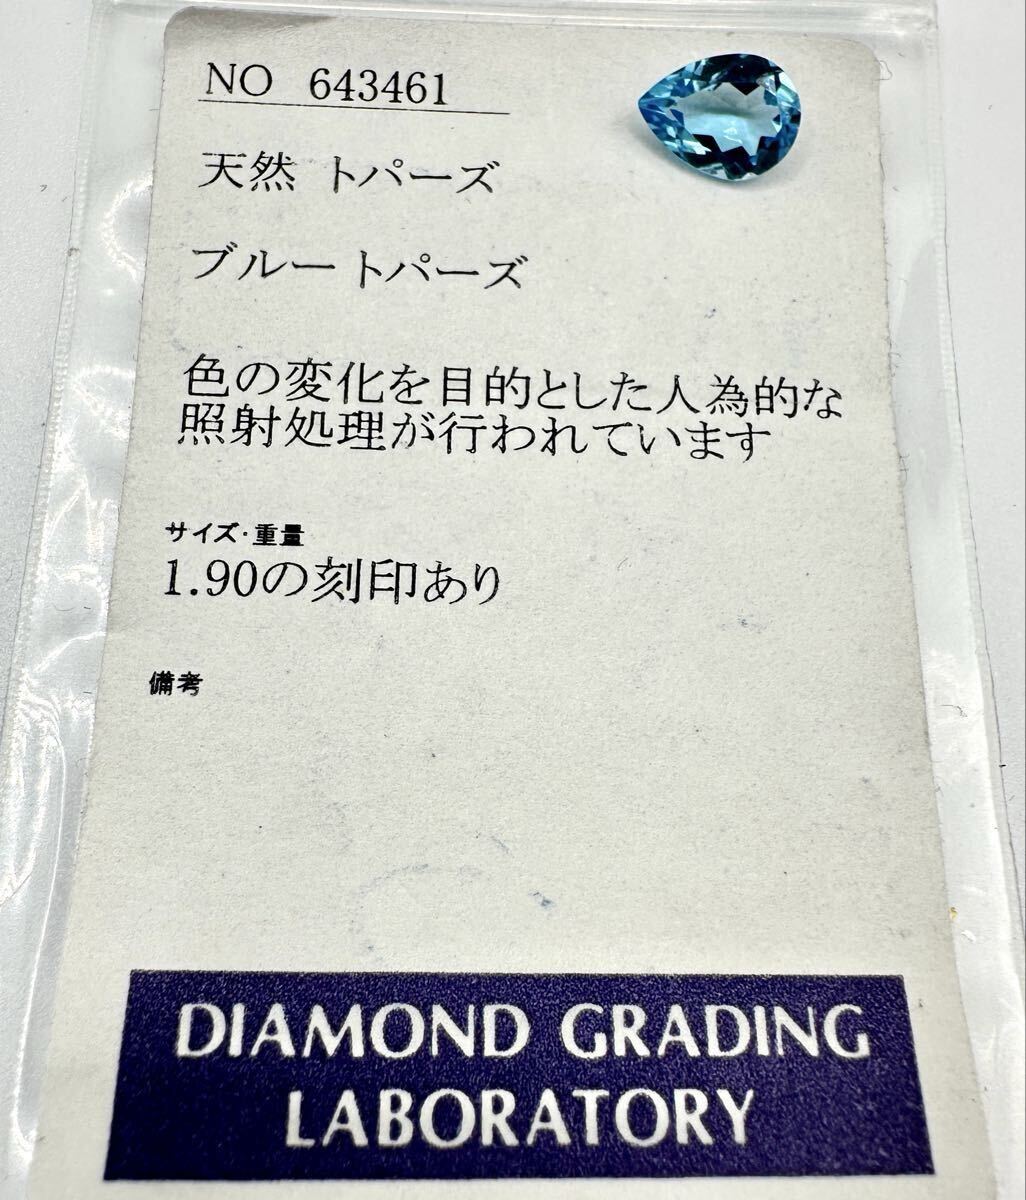 NO 643461
天然 トパーズ
ブルートパーズ
色の変化を目的とした人為的な
照射処理が行われています
サイズ·重量
1.90の刻印あり
備考
DIAMOND GRADING
LABORATORY